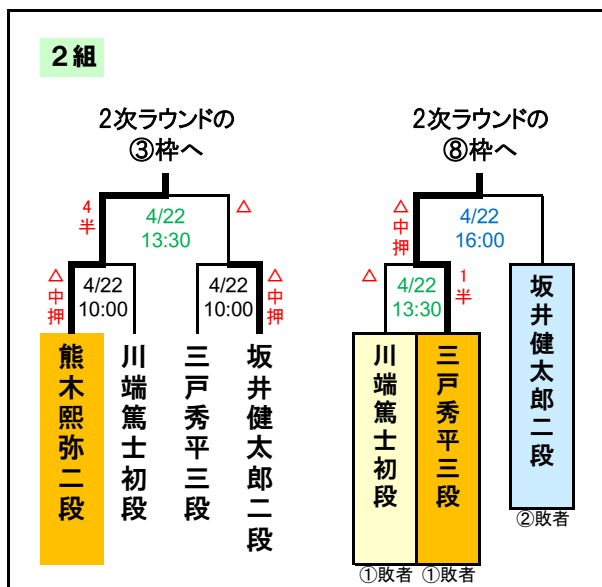 2組
2次ラウンドの
③枠へ
4半
△
4/22
13:30
△中押
4/22
10:00
4/22
10:00
△中押
熊木煕弥二段
川端篤士初段
三戸秀平三段
坂井健太郎二段
2次ラウンドの
⑧枠へ
△中押
4/22
16:00
△
4/22
13:30
1半
川端篤士初段
三戸秀平三段
坂井健太郎二段
①敗者
①敗者
②敗者